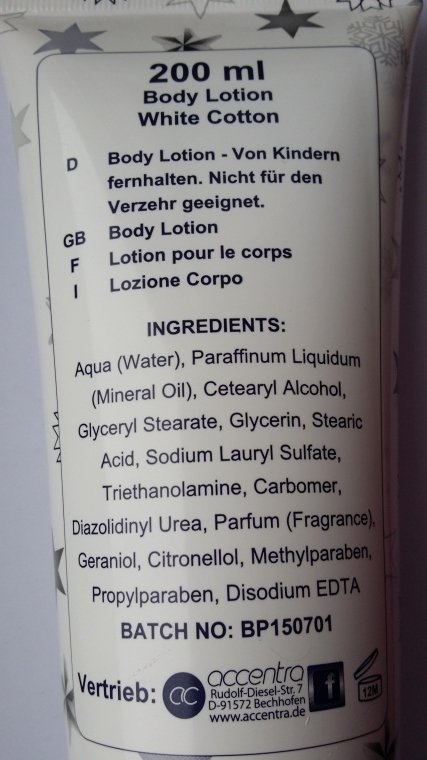 200 ml
Body Lotion
White Cotton
D Body Lotion - Von Kindern
fernhalten. Nicht für den
Verzehr geeignet.
GB Body Lotion
F Lotion pour le corps
I Lozione Corpo
INGREDIENTS:
Aqua (Water), Paraffinum Liquidum
(Mineral Oil), Cetearyl Alcohol,
Glyceryl Stearate, Glycerin, Stearic
Acid, Sodium Lauryl Sulfate,
Triethanolamine, Carbomer,
Diazolidinyl Urea, Parfum (Fragrance),
Geraniol, Citronellol, Methylparaben,
Propylparaben, Disodium EDTA
BATCH NO: BP150701
Vertrieb: ac accentra f 12M
Rudolf-Diesel-Str. 7
D-91572 Bechhofen
www.accentra.de